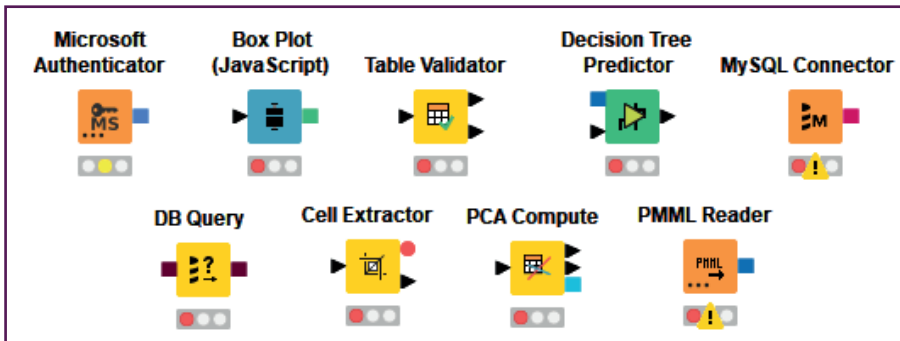 Microsoft
Authenticator
Box Plot
(JavaScript)
Table Validator
Decision Tree
Predictor
MySQL Connector
MS
M
DB Query
Cell Extractor
PCA Compute
PMML Reader
?
PMML